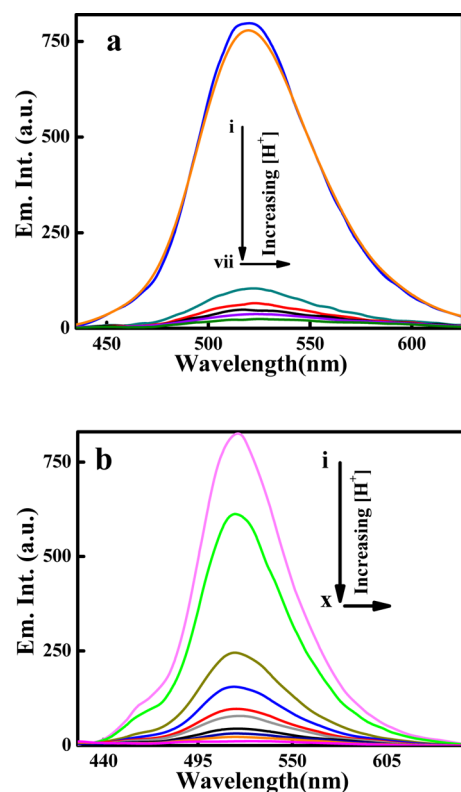 a
750
500
250
0
Em. Int. (a.u.)
i
Increasing [H⁺]
vii
450 500 550 600
Wavelength(nm)
b
750
500
250
0
Em. Int. (a.u.)
i
Increasing [H⁺]
x
440 495 550 605
Wavelength(nm)